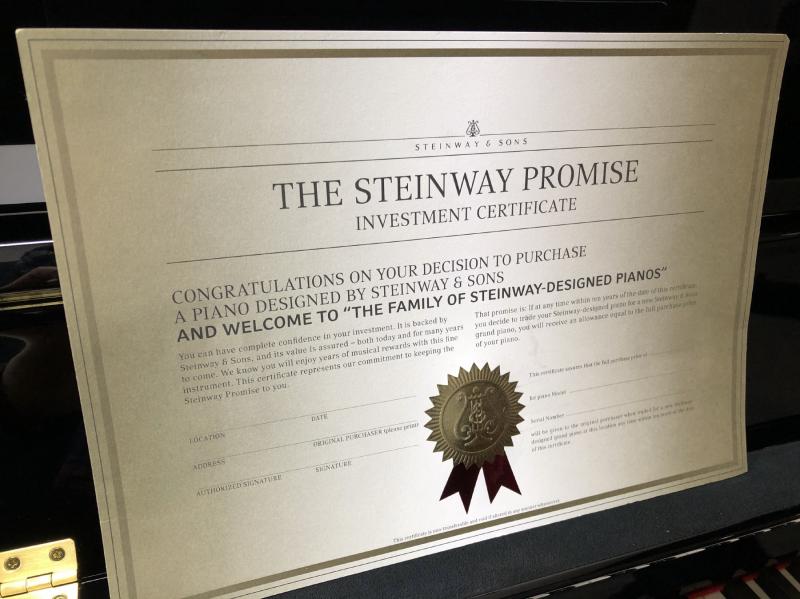 STEINWAY & SONS
THE STEINWAY PROMISE
INVESTMENT CERTIFICATE
CONGRATULATIONS ON YOUR DECISION TO PURCHASE
A PIANO DESIGNED BY STEINWAY & SONS
AND WELCOME TO "THE FAMILY OF STEINWAY-DESIGNED PIANOS"
You can have complete confidence in your investment. It is backed by
Steinway & Sons, and its value is assured – both today and for many years
to come. We know you will enjoy years of musical rewards with this fine
instrument. This certificate represents our commitment to keeping the
Steinway Promise to you.
That promise is: If at any time within ten years of the date of this certificate,
you decide to trade your Steinway-designed piano for a new Steinway & Sons
grand piano, you will receive an allowance equal to the full purchase price
of your piano.
LOCATION
DATE
ADDRESS
ORIGINAL PURCHASER (please print)
AUTHORIZED SIGNATURE
SIGNATURE
This certificate ensures that the full purchase price of
for piano Model
Serial Number
will be given to the original purchaser when traded for a new Steinway
designed grand piano at this location any time within ten years of the date
of this certificate.
This certificate is non-transferable and void if altered in any manner whatsoever.